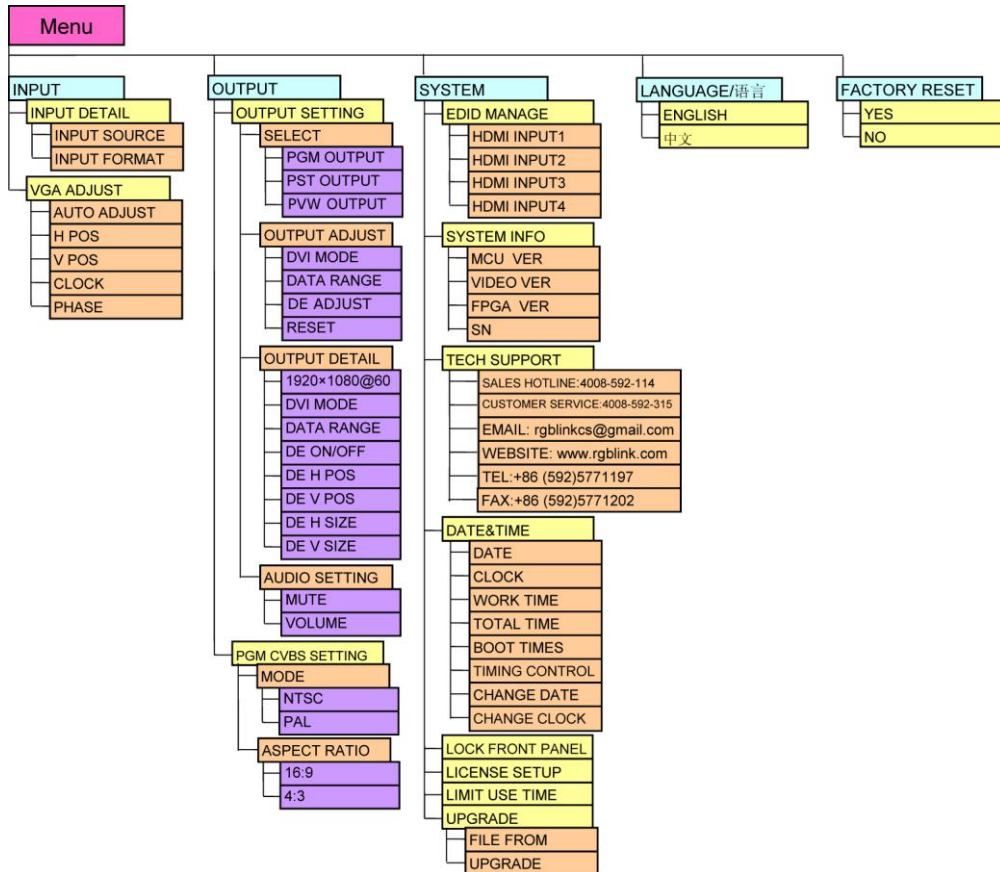 Menu
INPUT
INPUT DETAIL
INPUT SOURCE
INPUT FORMAT
VGA ADJUST
AUTO ADJUST
H POS
V POS
CLOCK
PHASE
OUTPUT
OUTPUT SETTING
SELECT
PGM OUTPUT
PST OUTPUT
PVW OUTPUT
OUTPUT ADJUST
DVI MODE
DATA RANGE
DE ADJUST
RESET
OUTPUT DETAIL
1920×1080@60
DVI MODE
DATA RANGE
DE ON/OFF
DE H POS
DE V POS
DE H SIZE
DE V SIZE
AUDIO SETTING
MUTE
VOLUME
PGM CVBS SETTING
MODE
NTSC
PAL
ASPECT RATIO
16:9
4:3
SYSTEM
EDID MANAGE
HDMI INPUT1
HDMI INPUT2
HDMI INPUT3
HDMI INPUT4
SYSTEM INFO
MCU VER
VIDEO VER
FPGA VER
SN
TECH SUPPORT
SALES HOTLINE:4008-592-114
CUSTOMER SERVICE:4008-592-315
EMAIL: rgblinkcs@gmail.com
WEBSITE: www.rgblink.com
TEL:+86 (592)5771197
FAX:+86 (592)5771202
DATE&TIME
DATE
CLOCK
WORK TIME
TOTAL TIME
BOOT TIMES
TIMING CONTROL
CHANGE DATE
CHANGE CLOCK
LOCK FRONT PANEL
LICENSE SETUP
LIMIT USE TIME
UPGRADE
FILE FROM
UPGRADE
LANGUAGE/语言
ENGLISH
中文
FACTORY RESET
YES
NO